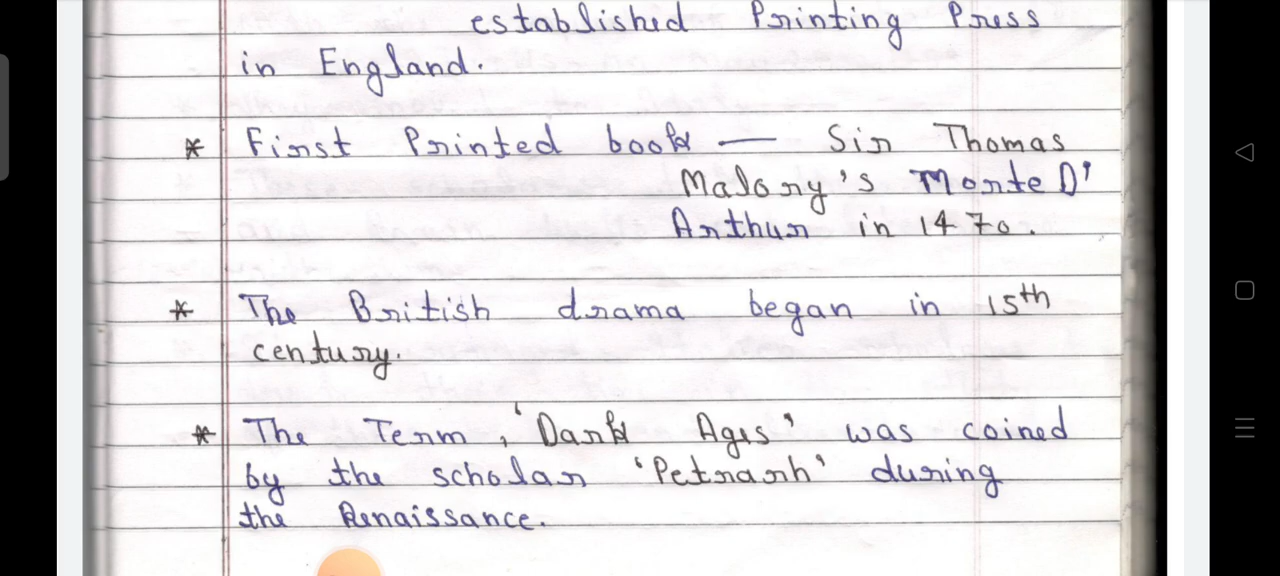 established Printing Press
in England.
* First Printed book — Sir Thomas
Malory's Morte D'
Arthur in 1470.
* The British drama began in 15th
century.
* The Term, 'Dark Ages' was coined
by the scholar 'Petrarh' during
the Renaissance.